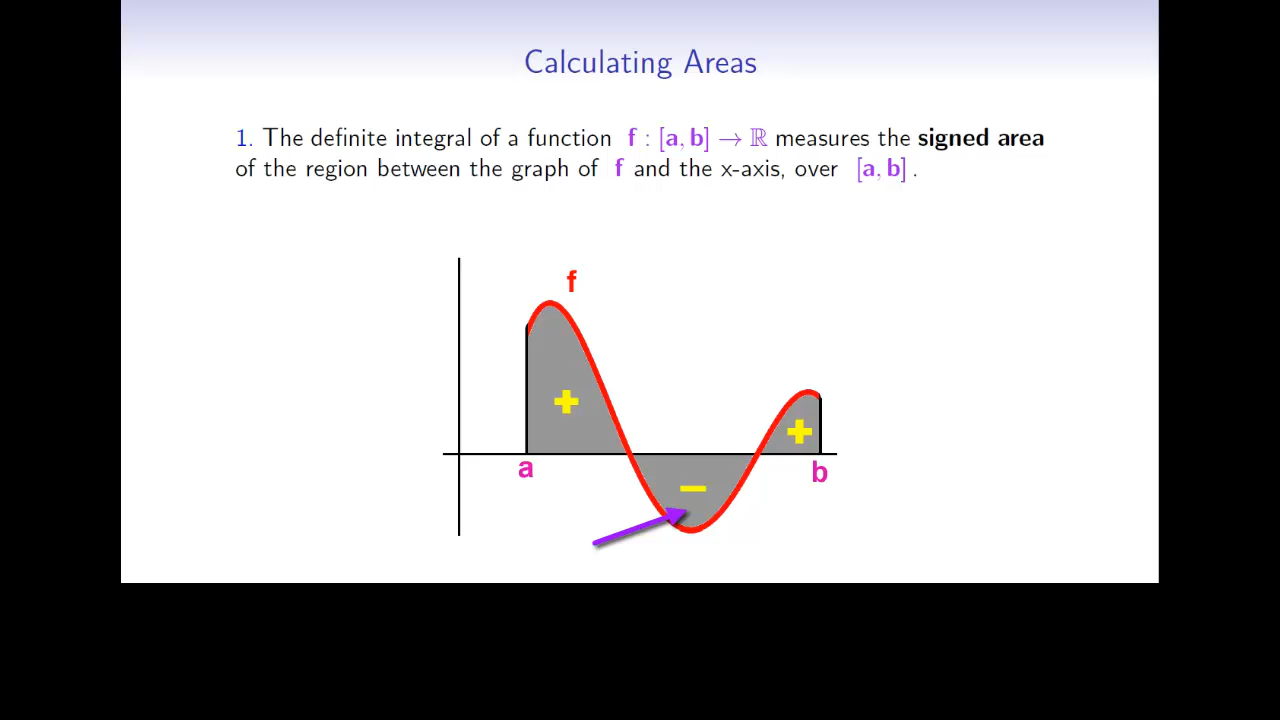 Calculating Areas
1. The definite integral of a function f : [a, b] → ℝ measures the signed area
of the region between the graph of f and the x-axis, over [a, b] .
f
+
+
−
a
b